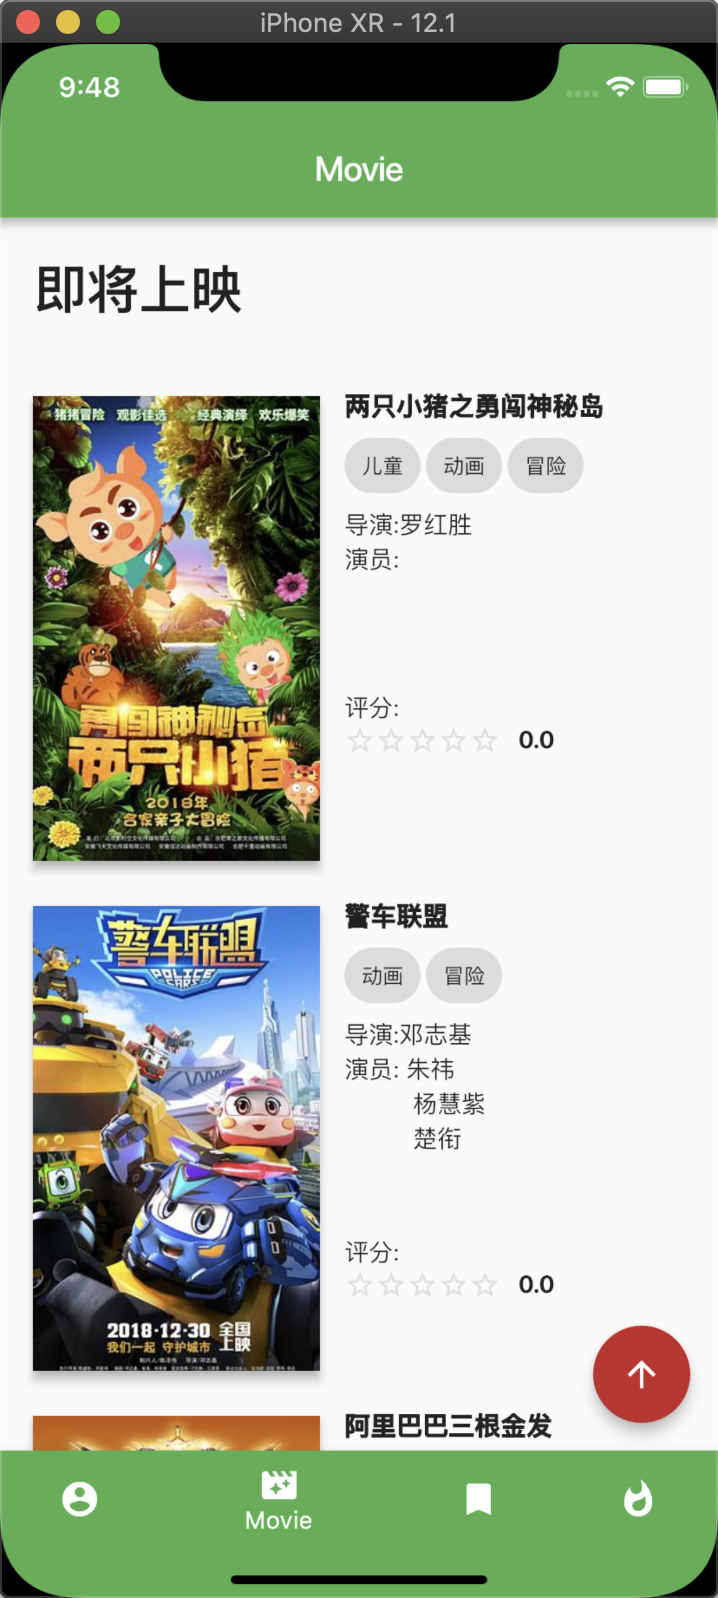 iPhone XR - 12.1
9:48
Movie
即将上映
猪猪冒险 观影佳选 经典演绎 欢乐爆笑
勇闯神秘岛
两只小猪
2018年
合家亲子大冒险
两只小猪之勇闯神秘岛
儿童 动画 冒险
导演:罗红胜
演员:
评分:
0.0
警车联盟
POLICE
CARS
2018·12·30 全国上映
我们一起 守护城市
警车联盟
动画 冒险
导演:邓志基
演员: 朱祎
杨慧紫
楚衔
评分:
0.0
阿里巴巴三根金发
Movie